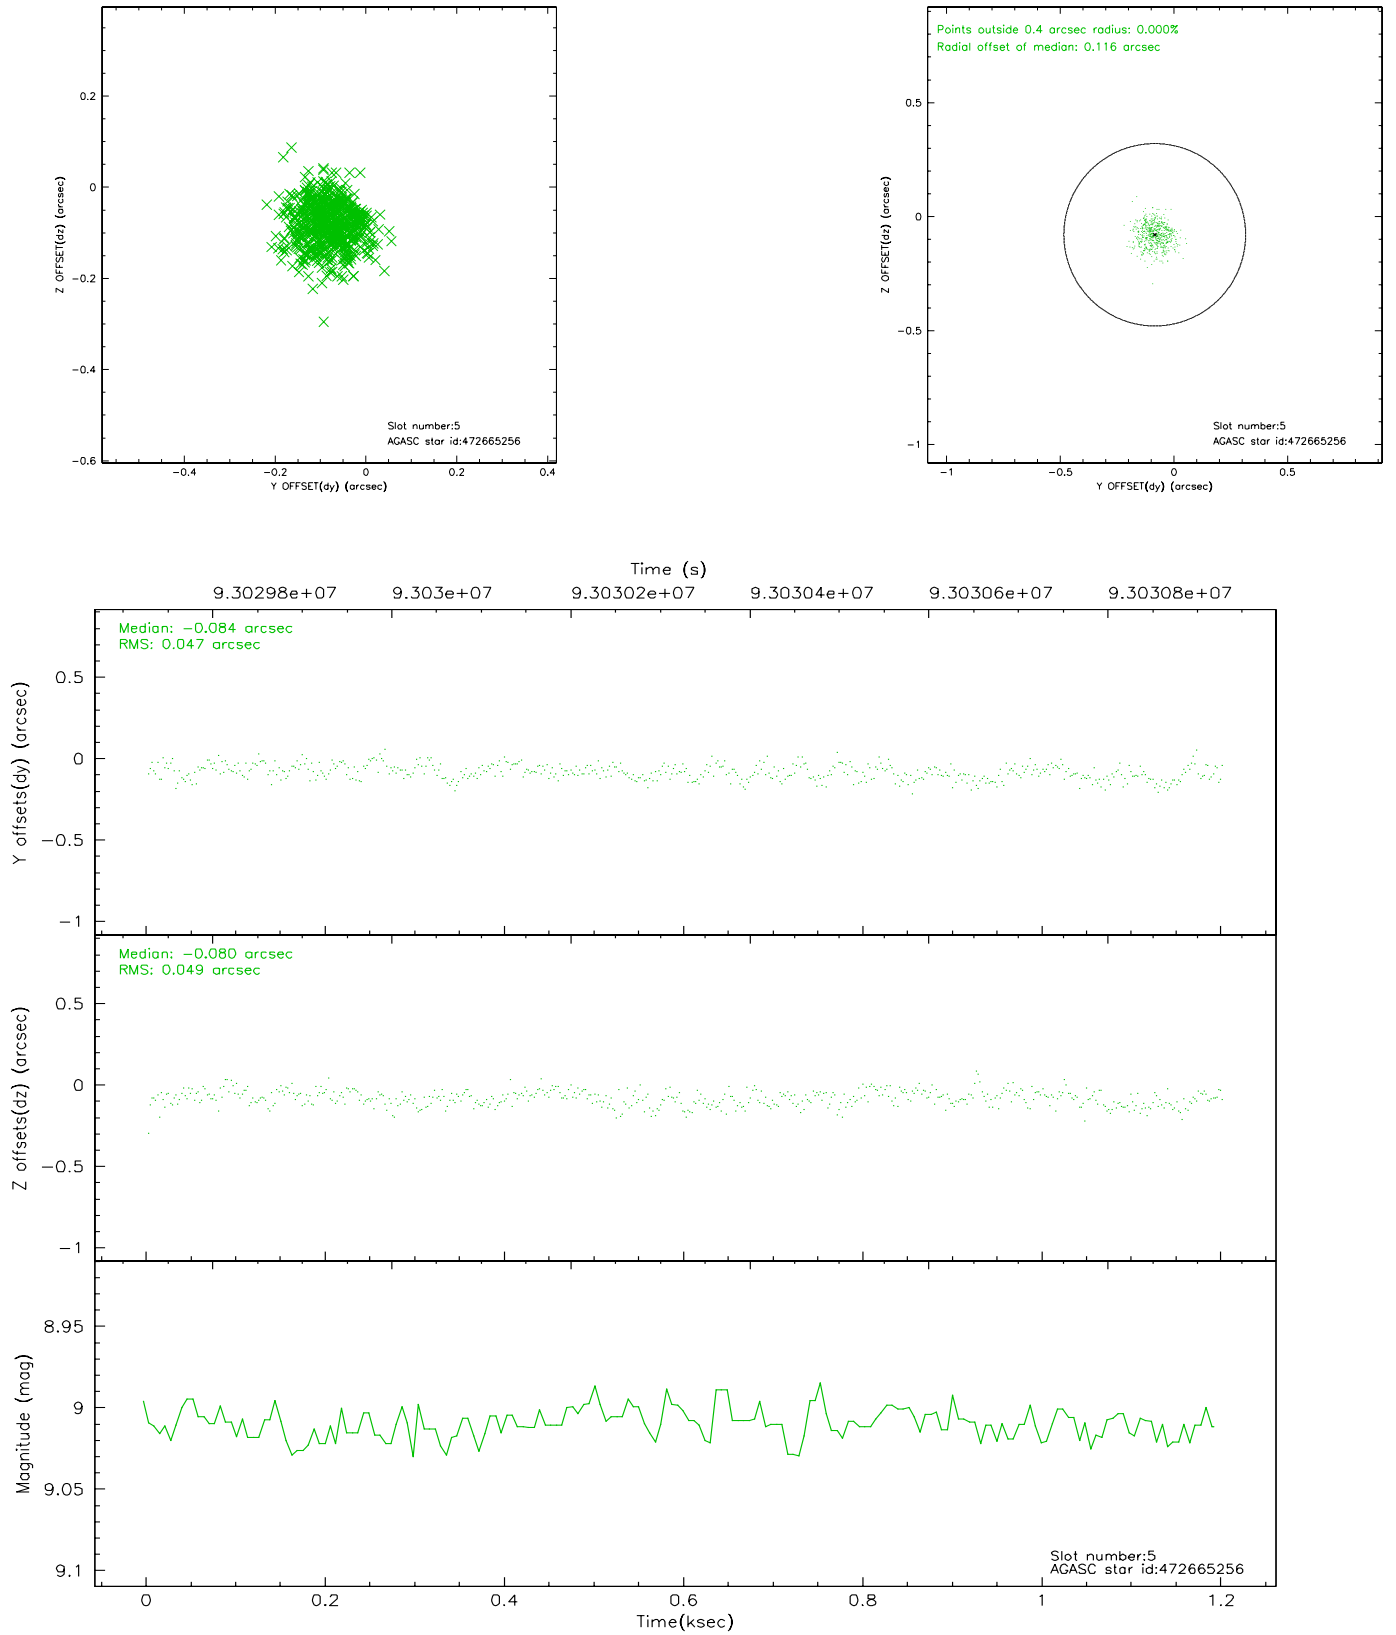 0.2
0
−0.2
−0.4
−0.6
Z OFFSET(dz) (arcsec)
−0.4
−0.2
0
0.2
0.4
Y OFFSET(dy) (arcsec)
Slot number:5
AGASC star id:472665256
Points outside 0.4 arcsec radius: 0.000%
Radial offset of median: 0.116 arcsec
0.5
0
−0.5
−1
Z OFFSET(dz) (arcsec)
−1
−0.5
0
0.5
Y OFFSET(dy) (arcsec)
Slot number:5
AGASC star id:472665256
Time (s)
9.30298e+07
9.303e+07
9.30302e+07
9.30304e+07
9.30306e+07
9.30308e+07
Median: −0.084 arcsec
RMS: 0.047 arcsec
0.5
0
−0.5
−1
Y offsets(dy) (arcsec)
Median: −0.080 arcsec
RMS: 0.049 arcsec
0.5
0
−0.5
−1
Z offsets(dz) (arcsec)
8.95
9
9.05
9.1
Magnitude (mag)
Slot number:5
AGASC star id:472665256
0
0.2
0.4
0.6
0.8
1
1.2
Time(ksec)